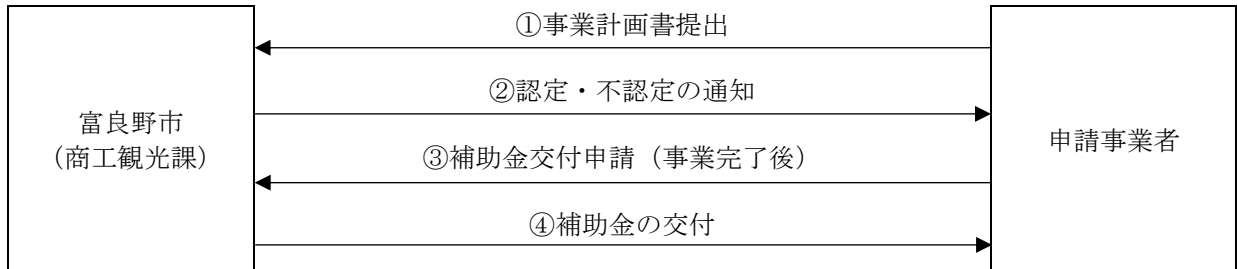 ①事業計画書提出
②認定・不認定の通知
富良野市
(商工観光課)
③補助金交付申請（事業完了後）
申請事業者
④補助金の交付